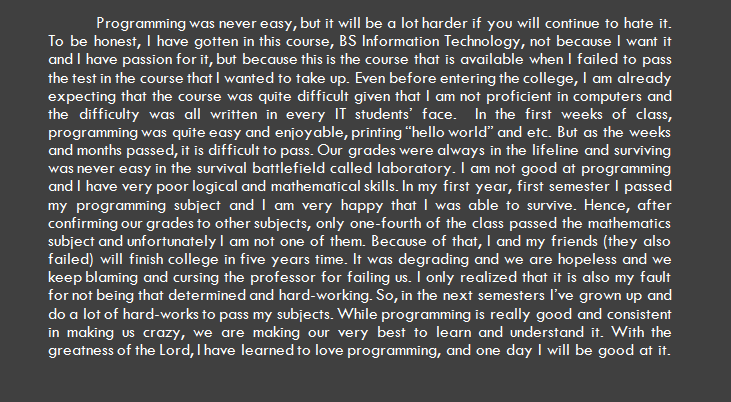 Programming was never easy, but it will be a lot harder if you will continue to hate it.
To be honest, I have gotten in this course, BS Information Technology, not because I want it
and I have passion for it, but because this is the course that is available when I failed to pass
the test in the course that I wanted to take up. Even before entering the college, I am already
expecting that the course was quite difficult given that I am not proficient in computers and
the difficulty was all written in every IT students’ face. In the first weeks of class,
programming was quite easy and enjoyable, printing “hello world” and etc. But as the weeks
and months passed, it is difficult to pass. Our grades were always in the lifeline and surviving
was never easy in the survival battlefield called laboratory. I am not good at programming
and I have very poor logical and mathematical skills. In my first year, first semester I passed
my programming subject and I am very happy that I was able to survive. Hence, after
confirming our grades to other subjects, only one-fourth of the class passed the mathematics
subject and unfortunately I am not one of them. Because of that, I and my friends (they also
failed) will finish college in five years time. It was degrading and we are hopeless and we
keep blaming and cursing the professor for failing us. I only realized that it is also my fault
for not being that determined and hard-working. So, in the next semesters I’ve grown up and
do a lot of hard-works to pass my subjects. While programming is really good and consistent
in making us crazy, we are making our very best to learn and understand it. With the
greatness of the Lord, I have learned to love programming, and one day I will be good at it.